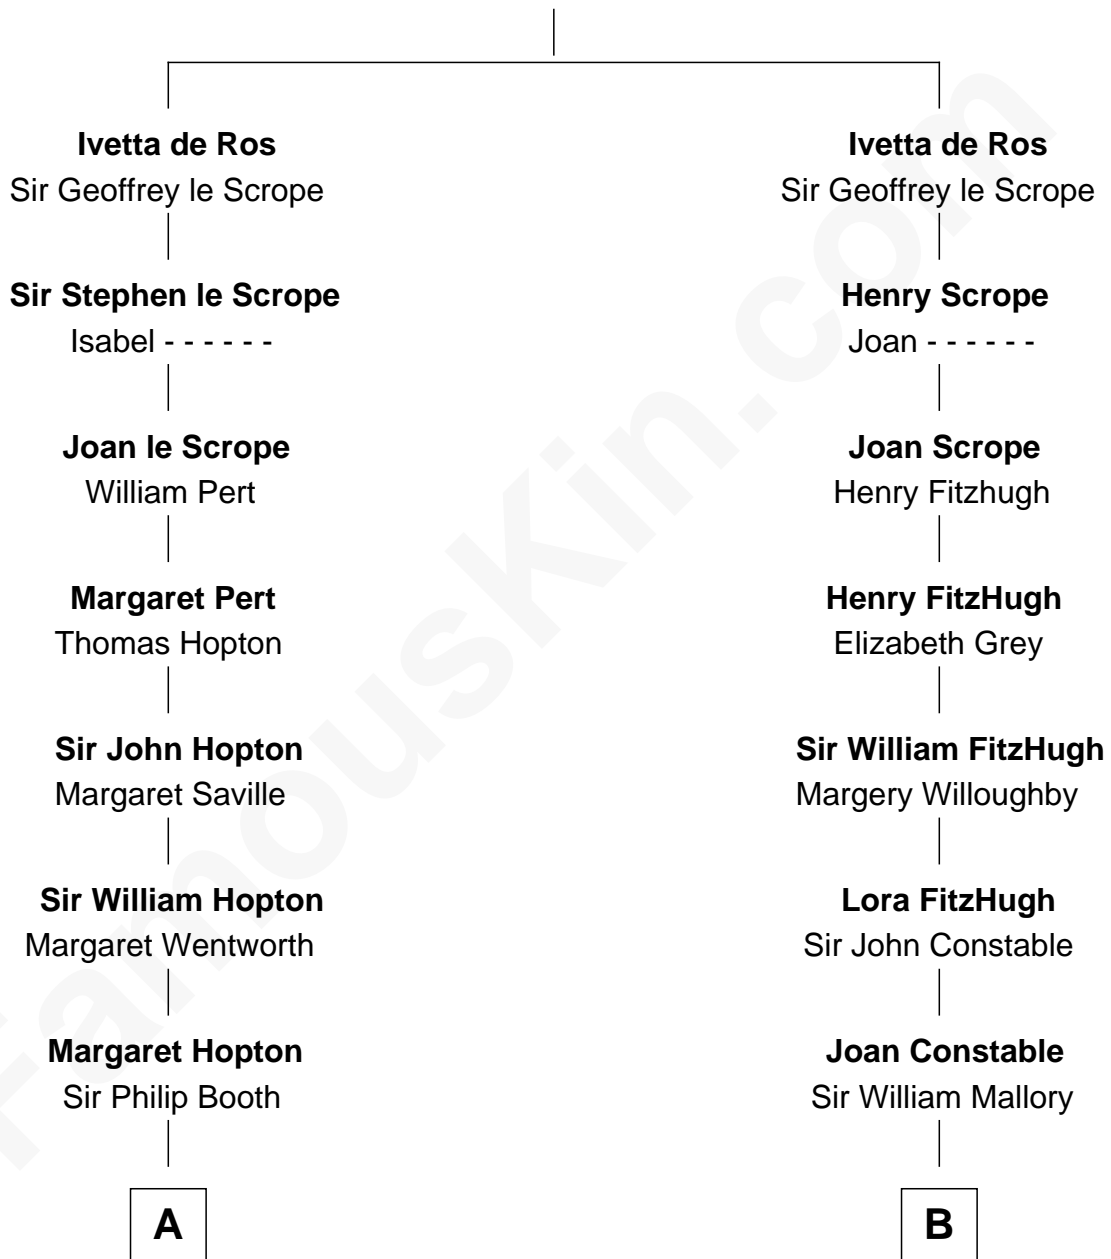 Ivetta de Ros
Sir Geoffrey le Scrope
Sir Stephen le Scrope
Isabel - - - - - -
Joan le Scrope
William Pert
Margaret Pert
Thomas Hopton
Sir John Hopton
Margaret Saville
Sir William Hopton
Margaret Wentworth
Margaret Hopton
Sir Philip Booth
A
Ivetta de Ros
Sir Geoffrey le Scrope
Henry Scrope
Joan - - - - - -
Joan Scrope
Henry Fitzhugh
Henry FitzHugh
Elizabeth Grey
Sir William FitzHugh
Margery Willoughby
Lora FitzHugh
Sir John Constable
Joan Constable
Sir William Mallory
B
FamousKin.com